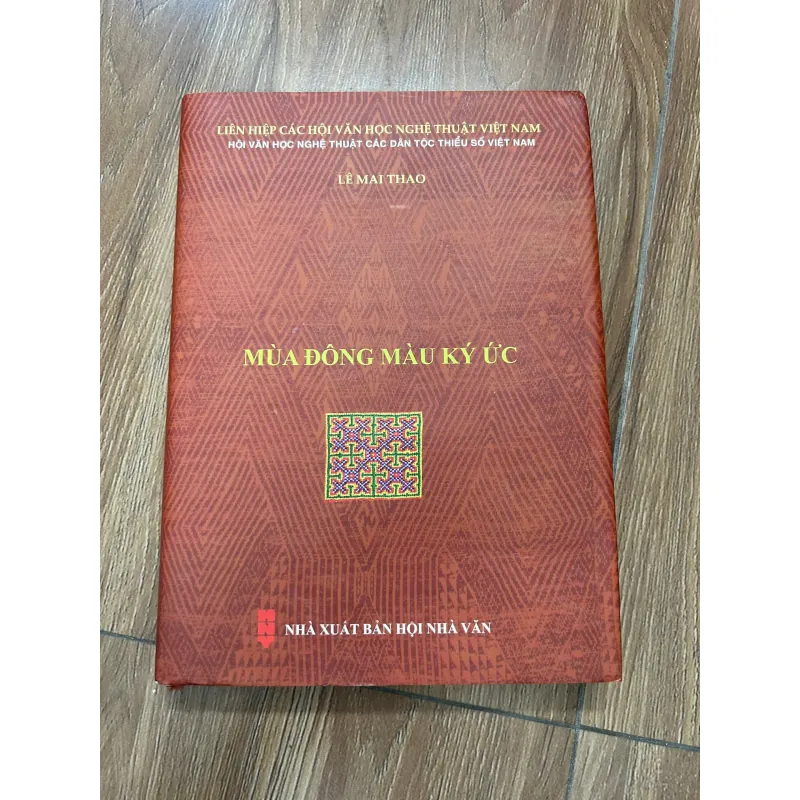 LIÊN HIỆP CÁC HỘI VĂN HỌC NGHỆ THUẬT VIỆT NAM
HỘI VĂN HỌC NGHỆ THUẬT CÁC DÂN TỘC THIỂU SỐ VIỆT NAM
LÊ MAI THAO
MÙA ĐÔNG MÀU KÝ ỨC
NHÀ XUẤT BẢN HỘI NHÀ VĂN